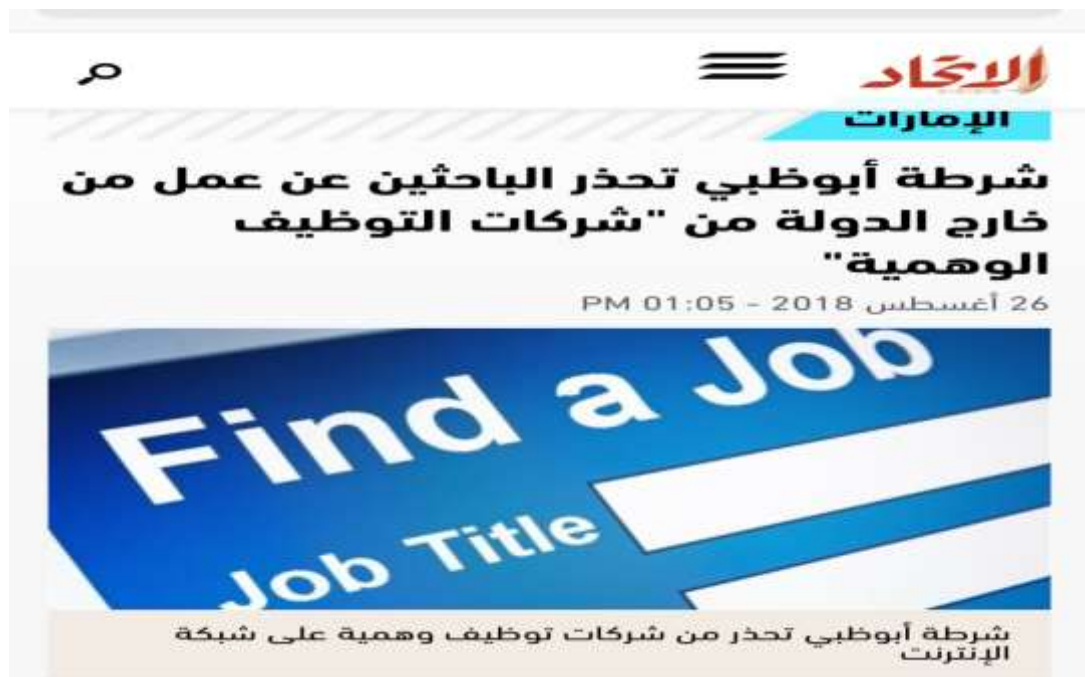 الاتحاد
الإمارات
شرطة أبوظبي تحذر الباحثين عن عمل من
خارج الدولة من "شركات التوظيف
الوهمية"
26 أغسطس 2018 - 01:05 PM
Find a Job
Job Title
شرطة أبوظبي تحذر من شركات توظيف وهمية على شبكة
الإنترنت